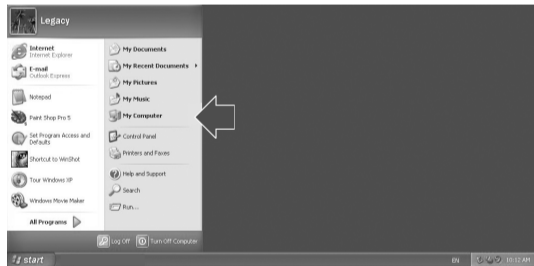 Legacy
Internet
Internet Explorer
E-mail
Outlook Express
Notepad
Paint Shop Pro 5
Set Program Access and
Defaults
Shortcut to WinShot
Tour Windows XP
Windows Movie Maker
All Programs
My Documents
My Recent Documents
My Pictures
My Music
My Computer
Control Panel
Printers and Faxes
Help and Support
Search
Run...
Log Off
Turn Off Computer
start
EN
10:12 AM